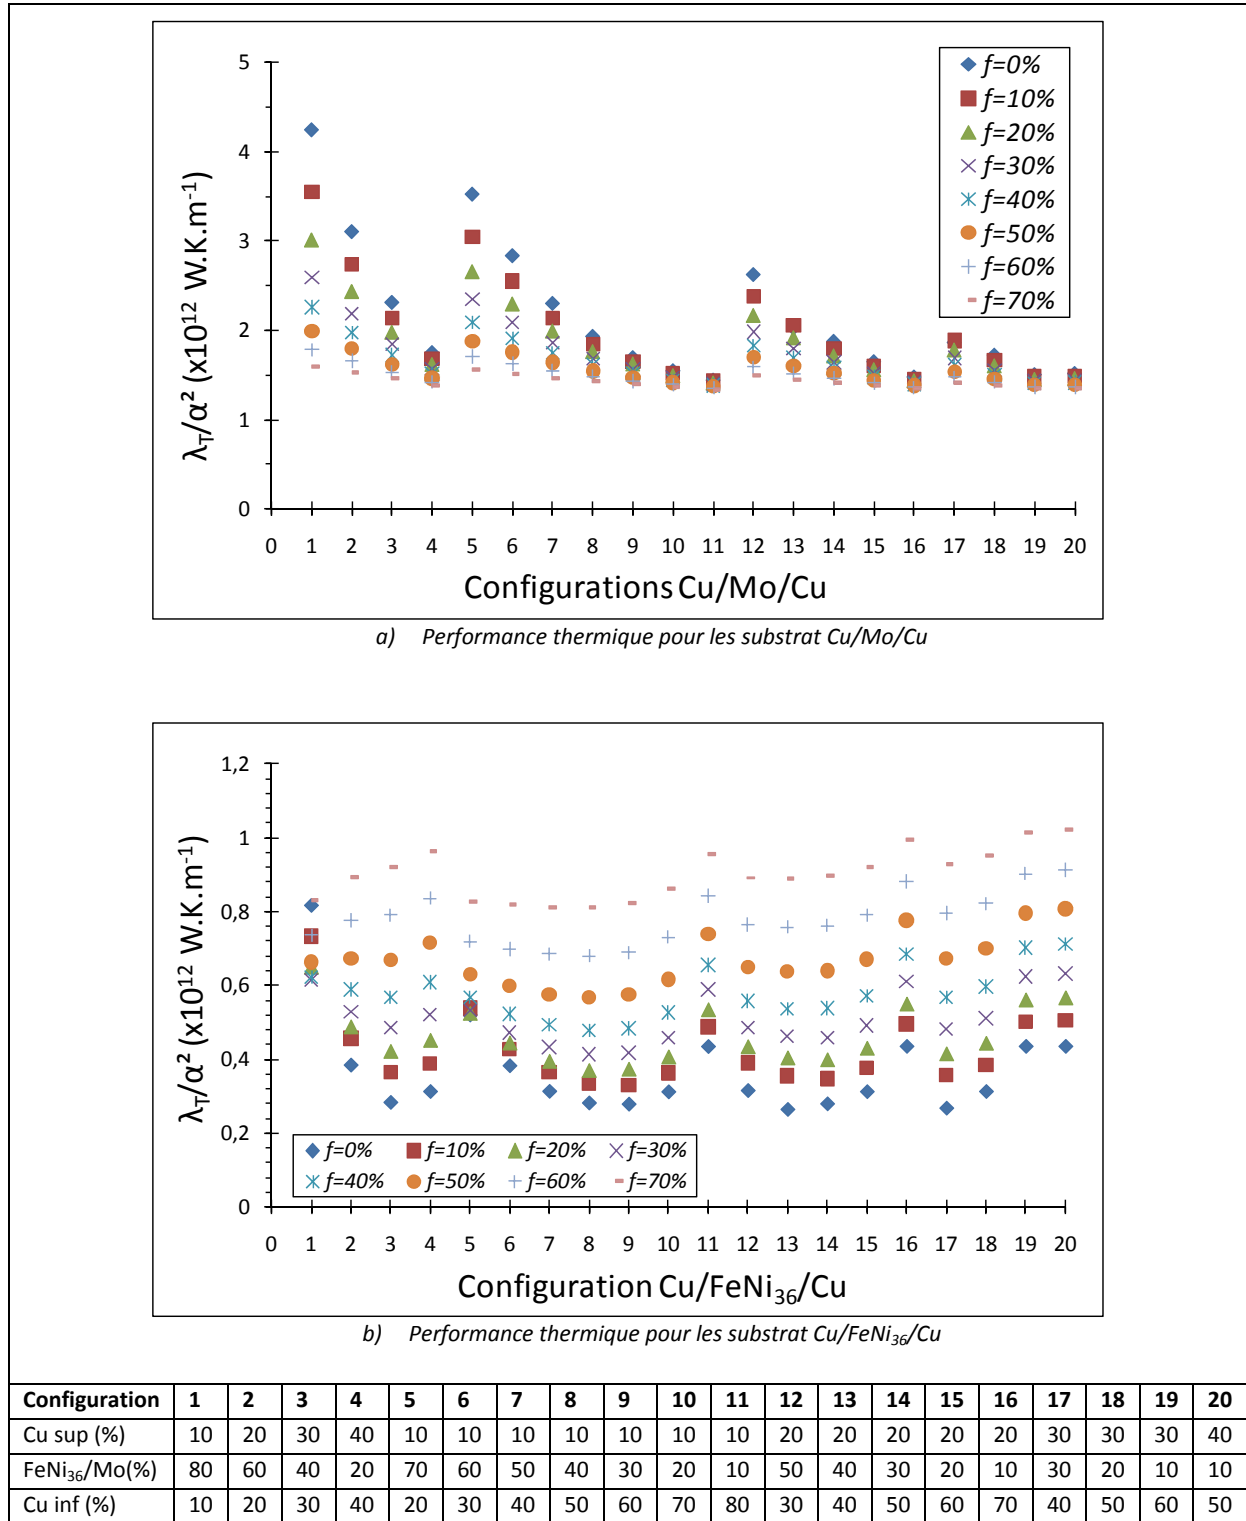 5
4
3
2
1
0
λT/α² (x10¹² W.K.m⁻¹)
f=0%
f=10%
f=20%
f=30%
f=40%
f=50%
f=60%
f=70%
0 1 2 3 4 5 6 7 8 9 10 11 12 13 14 15 16 17 18 19 20
Configurations Cu/Mo/Cu
a) Performance thermique pour les substrat Cu/Mo/Cu
1,2
1
0,8
0,6
0,4
0,2
0
λT/α² (x10¹² W.K.m⁻¹)
f=0% f=10% f=20% f=30%
f=40% f=50% f=60% f=70%
0 1 2 3 4 5 6 7 8 9 10 11 12 13 14 15 16 17 18 19 20
Configuration Cu/FeNi₃₆/Cu
b) Performance thermique pour les substrat Cu/FeNi₃₆/Cu
Configuration 1 2 3 4 5 6 7 8 9 10 11 12 13 14 15 16 17 18 19 20
Cu sup (%) 10 20 30 40 10 10 10 10 10 10 10 20 20 20 20 20 30 30 30 40
FeNi₃₆/Mo(%) 80 60 40 20 70 60 50 40 30 20 10 50 40 30 20 10 30 20 10 10
Cu inf (%) 10 20 30 40 20 30 40 50 60 70 80 30 40 50 60 70 40 50 60 50